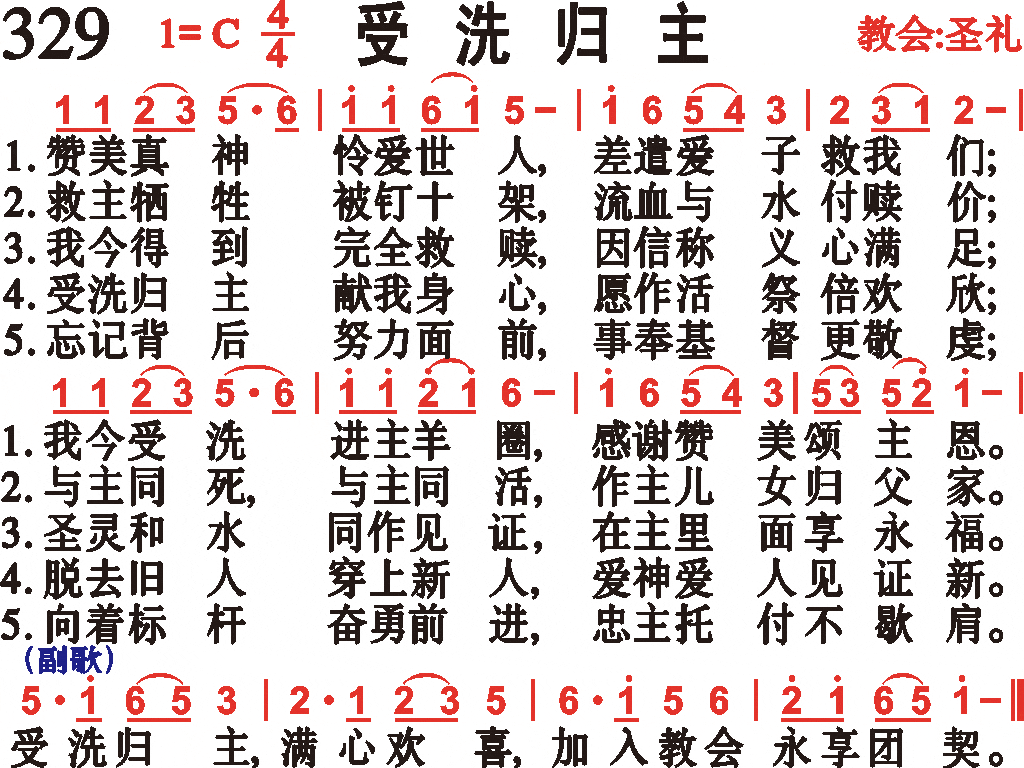 329 1=C 4/4 受洗归主 教会:圣礼
1 1 2 3 5·6 | i i 6 i 5 – | i 6 5 4 3 | 2 3 1 2 – |
1.赞美真神 怜爱世人, 差遣爱子救我们;
2.救主牺牲 被钉十架, 流血与水付赎价;
3.我今得到 完全救赎, 因信称义心满足;
4.受洗归主 献我身心, 愿作活祭倍欢欣;
5.忘记背后 努力面前, 事奉基督更敬虔;
1 1 2 3 5·6 | i i 2̇ i 6 – | i 6 5 4 3 | 5 3 5 2̇ i – |
1.我今受洗 进主羊圈, 感谢赞美颂主恩。
2.与主同死, 与主同活, 作主儿女归父家。
3.圣灵和水 同作见证, 在主里面享永福。
4.脱去旧人 穿上新人, 爱神爱人见证新。
5.向着标杆 奋勇前进, 忠主托付不歇肩。
(副歌)
5·i 6 5 3 | 2·1 2 3 5 | 6·i 5 6 | 2̇ i 6 5 i – ‖
受洗归主,满心欢喜,加入教会永享团契。